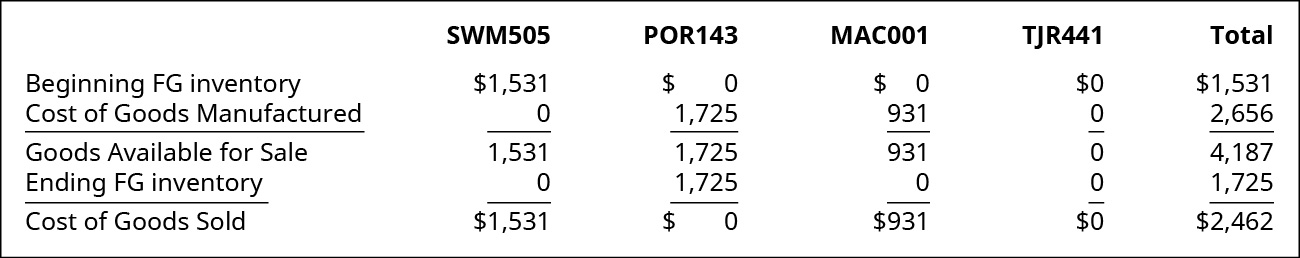 SWM505 POR143 MAC001 TJR441 Total
Beginning FG inventory $1,531 $ 0 $ 0 $0 $1,531
Cost of Goods Manufactured 0 1,725 931 0 2,656
Goods Available for Sale 1,531 1,725 931 0 4,187
Ending FG inventory 0 1,725 0 0 1,725
Cost of Goods Sold $1,531 $ 0 $931 $0 $2,462